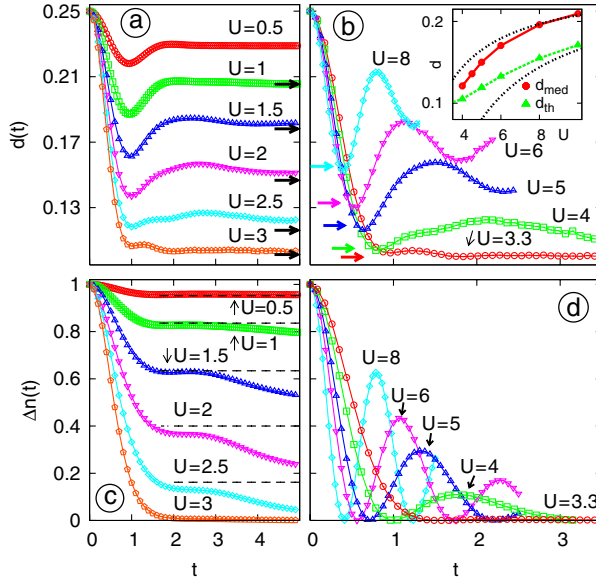 0.25
0.21
0.17
0.13
d(t)
a
U=0.5
U=1
U=1.5
U=2
U=2.5
U=3
b
U=8
U=6
U=5
U=4
U=3.3
0.2
0.1
d
d_med
d_th
4 6 8 U
1
0.8
0.6
0.4
0.2
0
Δn(t)
c
↑U=0.5
↑U=1
↓U=1.5
U=2
U=2.5
U=3
0 1 2 3 4
t
d
U=8
U=6
U=5
U=4
U=3.3
0 1 2 3
t